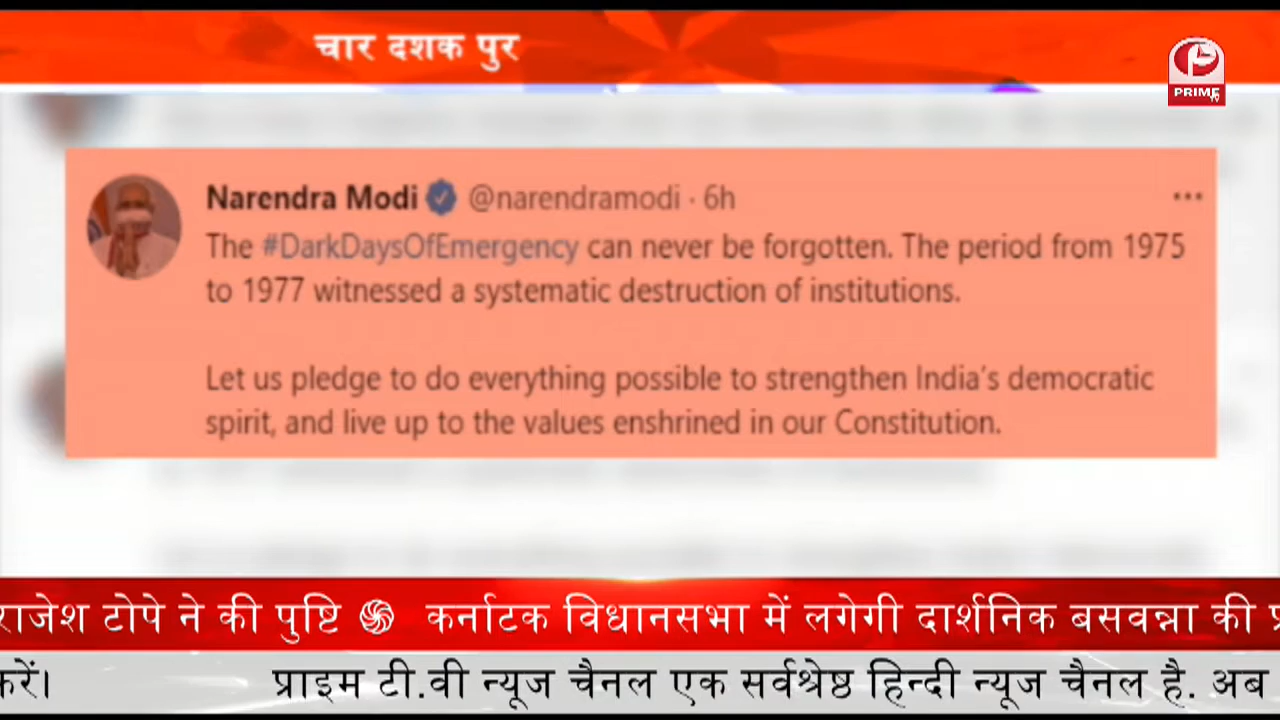 चार दशक पुर
PRIME TV
Narendra Modi @narendramodi · 6h
The #DarkDaysOfEmergency can never be forgotten. The period from 1975
to 1977 witnessed a systematic destruction of institutions.
Let us pledge to do everything possible to strengthen India's democratic
spirit, and live up to the values enshrined in our Constitution.
राजेश टोपे ने की पुष्टि कर्नाटक विधानसभा में लगेगी दार्शनिक बसवन्ना की
करें। प्राइम टी.वी न्यूज चैनल एक सर्वश्रेष्ठ हिन्दी न्यूज चैनल है. अब